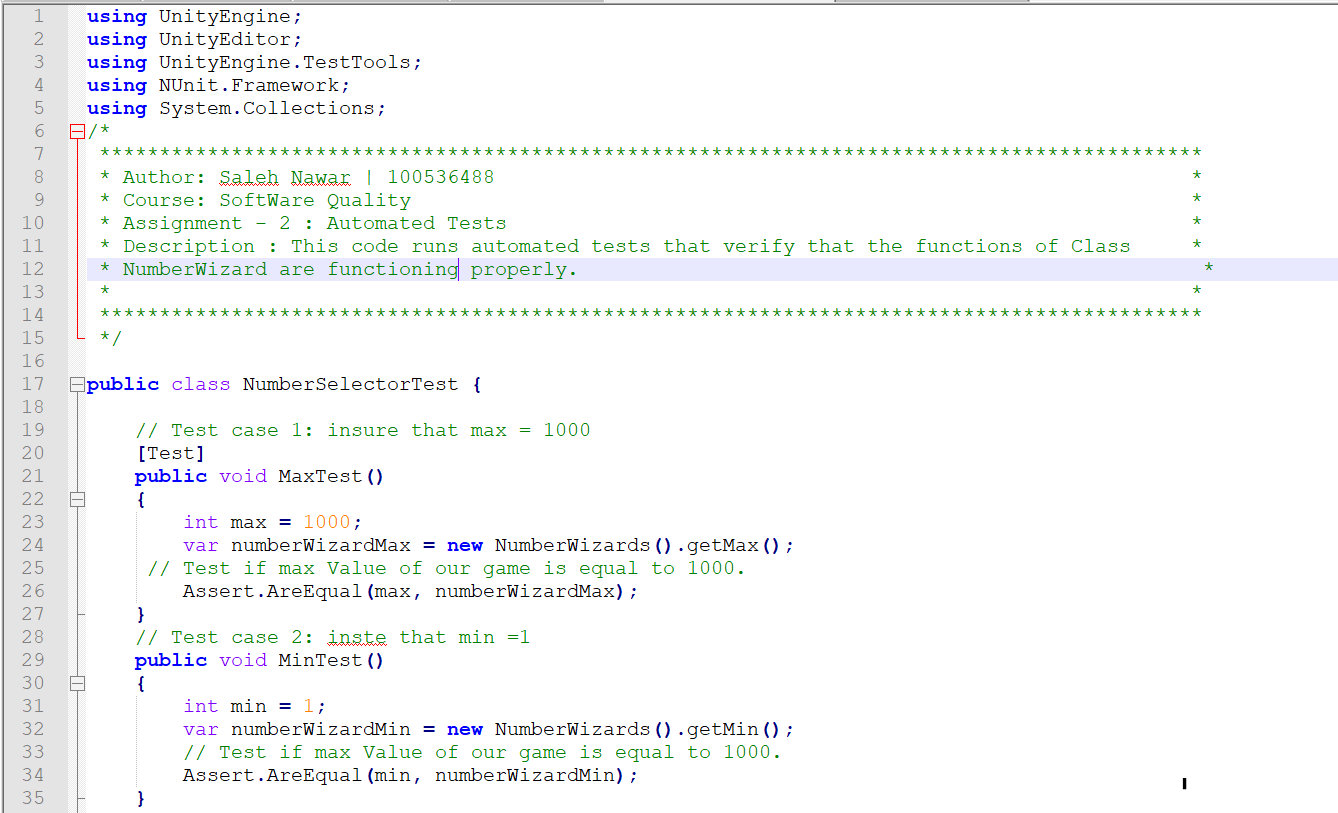 1 using UnityEngine;
2 using UnityEditor;
3 using UnityEngine.TestTools;
4 using NUnit.Framework;
5 using System.Collections;
6 /*
7 ********************************************************************************************
8 * Author: Saleh Nawar | 100536488 *
9 * Course: SoftWare Quality *
10 * Assignment - 2 : Automated Tests *
11 * Description : This code runs automated tests that verify that the functions of Class *
12 * NumberWizard are functioning properly. *
13 * *
14 ********************************************************************************************
15 */
16
17 public class NumberSelectorTest {
18
19 // Test case 1: insure that max = 1000
20 [Test]
21 public void MaxTest()
22 {
23 int max = 1000;
24 var numberWizardMax = new NumberWizards().getMax();
25 // Test if max Value of our game is equal to 1000.
26 Assert.AreEqual(max, numberWizardMax);
27 }
28 // Test case 2: inste that min =1
29 public void MinTest()
30 {
31 int min = 1;
32 var numberWizardMin = new NumberWizards().getMin();
33 // Test if max Value of our game is equal to 1000.
34 Assert.AreEqual(min, numberWizardMin);
35 }